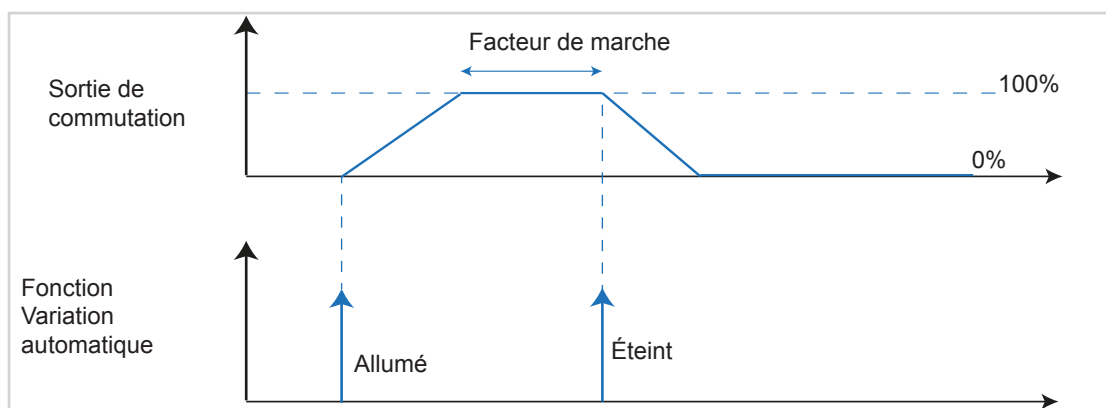 Facteur de marche
Sortie de
commutation
100%
0%
Fonction
Variation
automatique
Allumé
Éteint